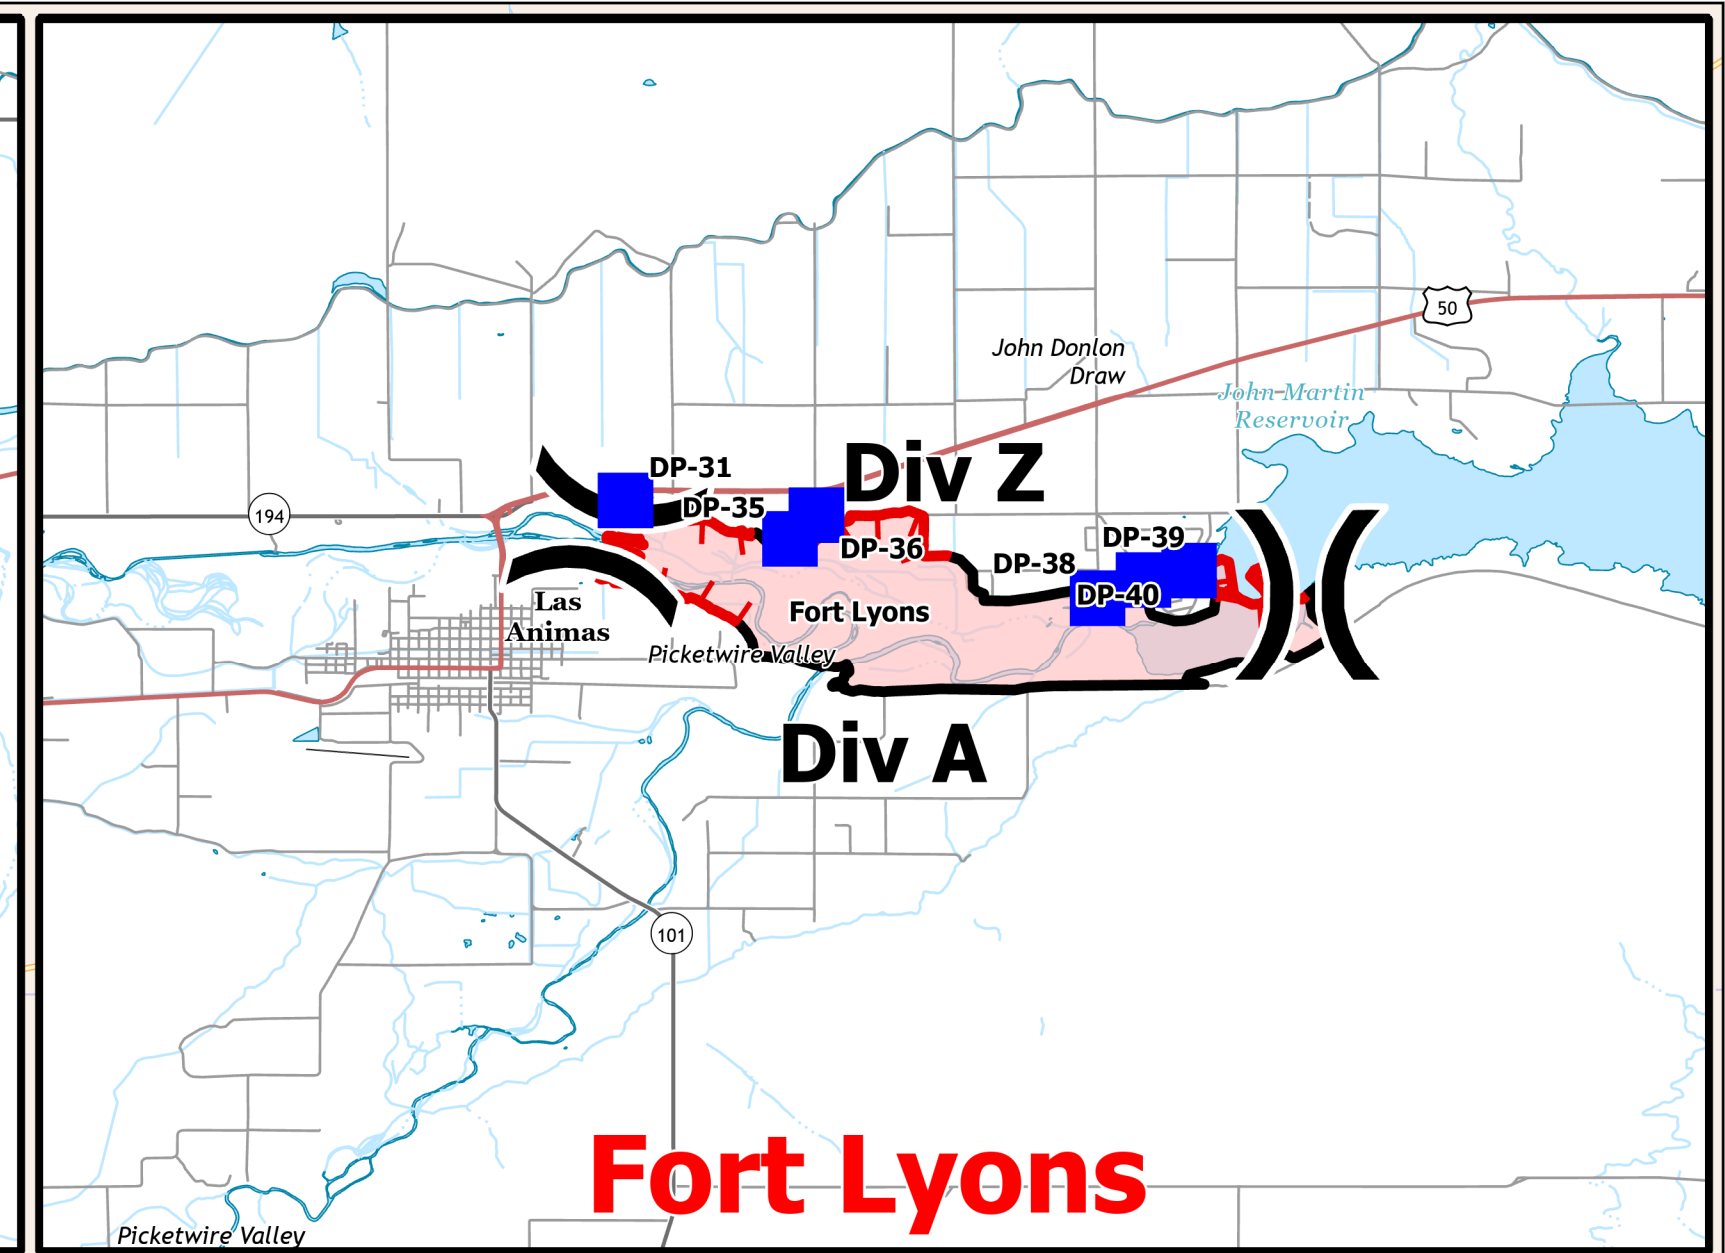 50
John Donlon
Draw
John Martin
Reservoir
Div Z
DP-31
DP-35
194
DP-36
DP-39
DP-38
DP-40
Las
Animas
Fort Lyons
Picketwire Valley
Div A
101
Fort Lyons
Picketwire Valley